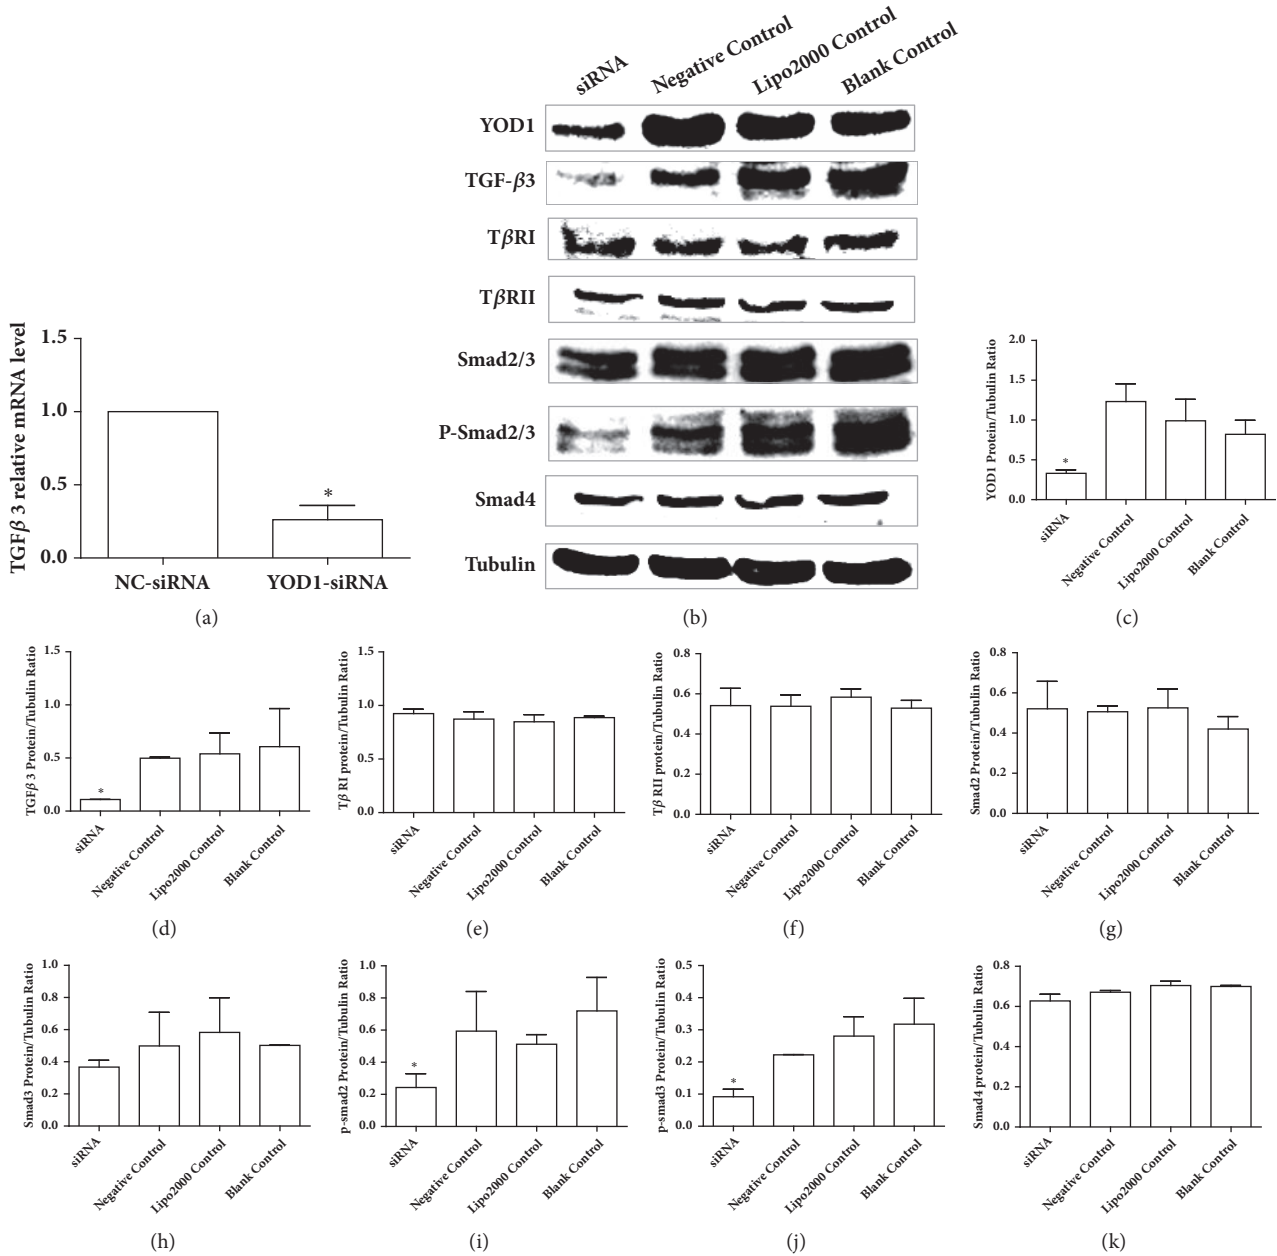 siRNA
Negative Control
Lipo2000 Control
Blank Control
YOD1
TGF-β3
TβRI
TβRII
Smad2/3
P-Smad2/3
Smad4
Tubulin
(b)
TGFβ 3 relative mRNA level
1.5
1.0
0.5
0.0
*
NC-siRNA
YOD1-siRNA
(a)
YOD1 Protein/Tubulin Ratio
2.0
1.5
1.0
0.5
0.0
*
siRNA
Negative Control
Lipo2000 Control
Blank Control
(c)
TGFβ 3 Protein/Tubulin Ratio
1.5
1.0
0.5
0.0
*
siRNA
Negative Control
Lipo2000 Control
Blank Control
(d)
Tβ RI protein/Tubulin Ratio
1.5
1.0
0.5
0.0
siRNA
Negative Control
Lipo2000 Control
Blank Control
(e)
Tβ RII protein/Tubulin Ratio
0.8
0.6
0.4
0.2
0.0
siRNA
Negative Control
Lipo2000 Control
Blank Control
(f)
Smad2 Protein/Tubulin Ratio
0.8
0.6
0.4
0.2
0.0
siRNA
Negative Control
Lipo2000 Control
Blank Control
(g)
Smad3 Protein/Tubulin Ratio
1.0
0.8
0.6
0.4
0.2
0.0
siRNA
Negative Control
Lipo2000 Control
Blank Control
(h)
p-smad2 Protein/Tubulin Ratio
1.0
0.8
0.6
0.4
0.2
0.0
*
siRNA
Negative Control
Lipo2000 Control
Blank Control
(i)
p-smad3 Protein/Tubulin Ratio
0.5
0.4
0.3
0.2
0.1
0.0
*
siRNA
Negative Control
Lipo2000 Control
Blank Control
(j)
Smad4 protein/Tubulin Ratio
0.8
0.6
0.4
0.2
0.0
siRNA
Negative Control
Lipo2000 Control
Blank Control
(k)